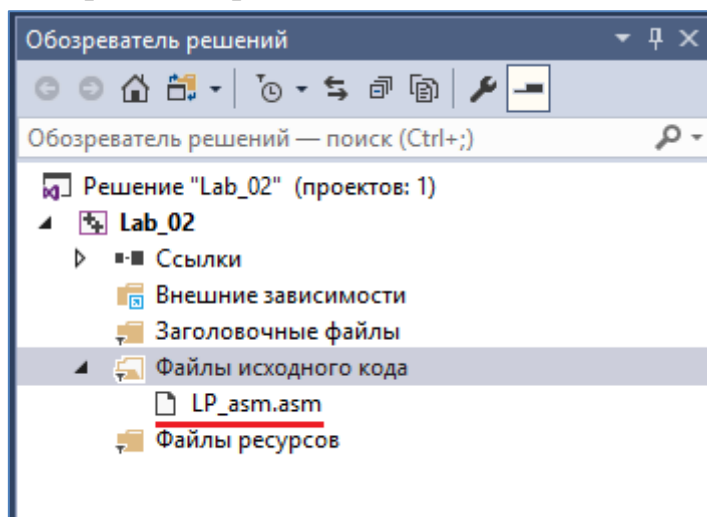 Обозреватель решений
Обозреватель решений — поиск (Ctrl+;)
Решение "Lab_02" (проектов: 1)
Lab_02
Ссылки
Внешние зависимости
Заголовочные файлы
Файлы исходного кода
LP_asm.asm
Файлы ресурсов